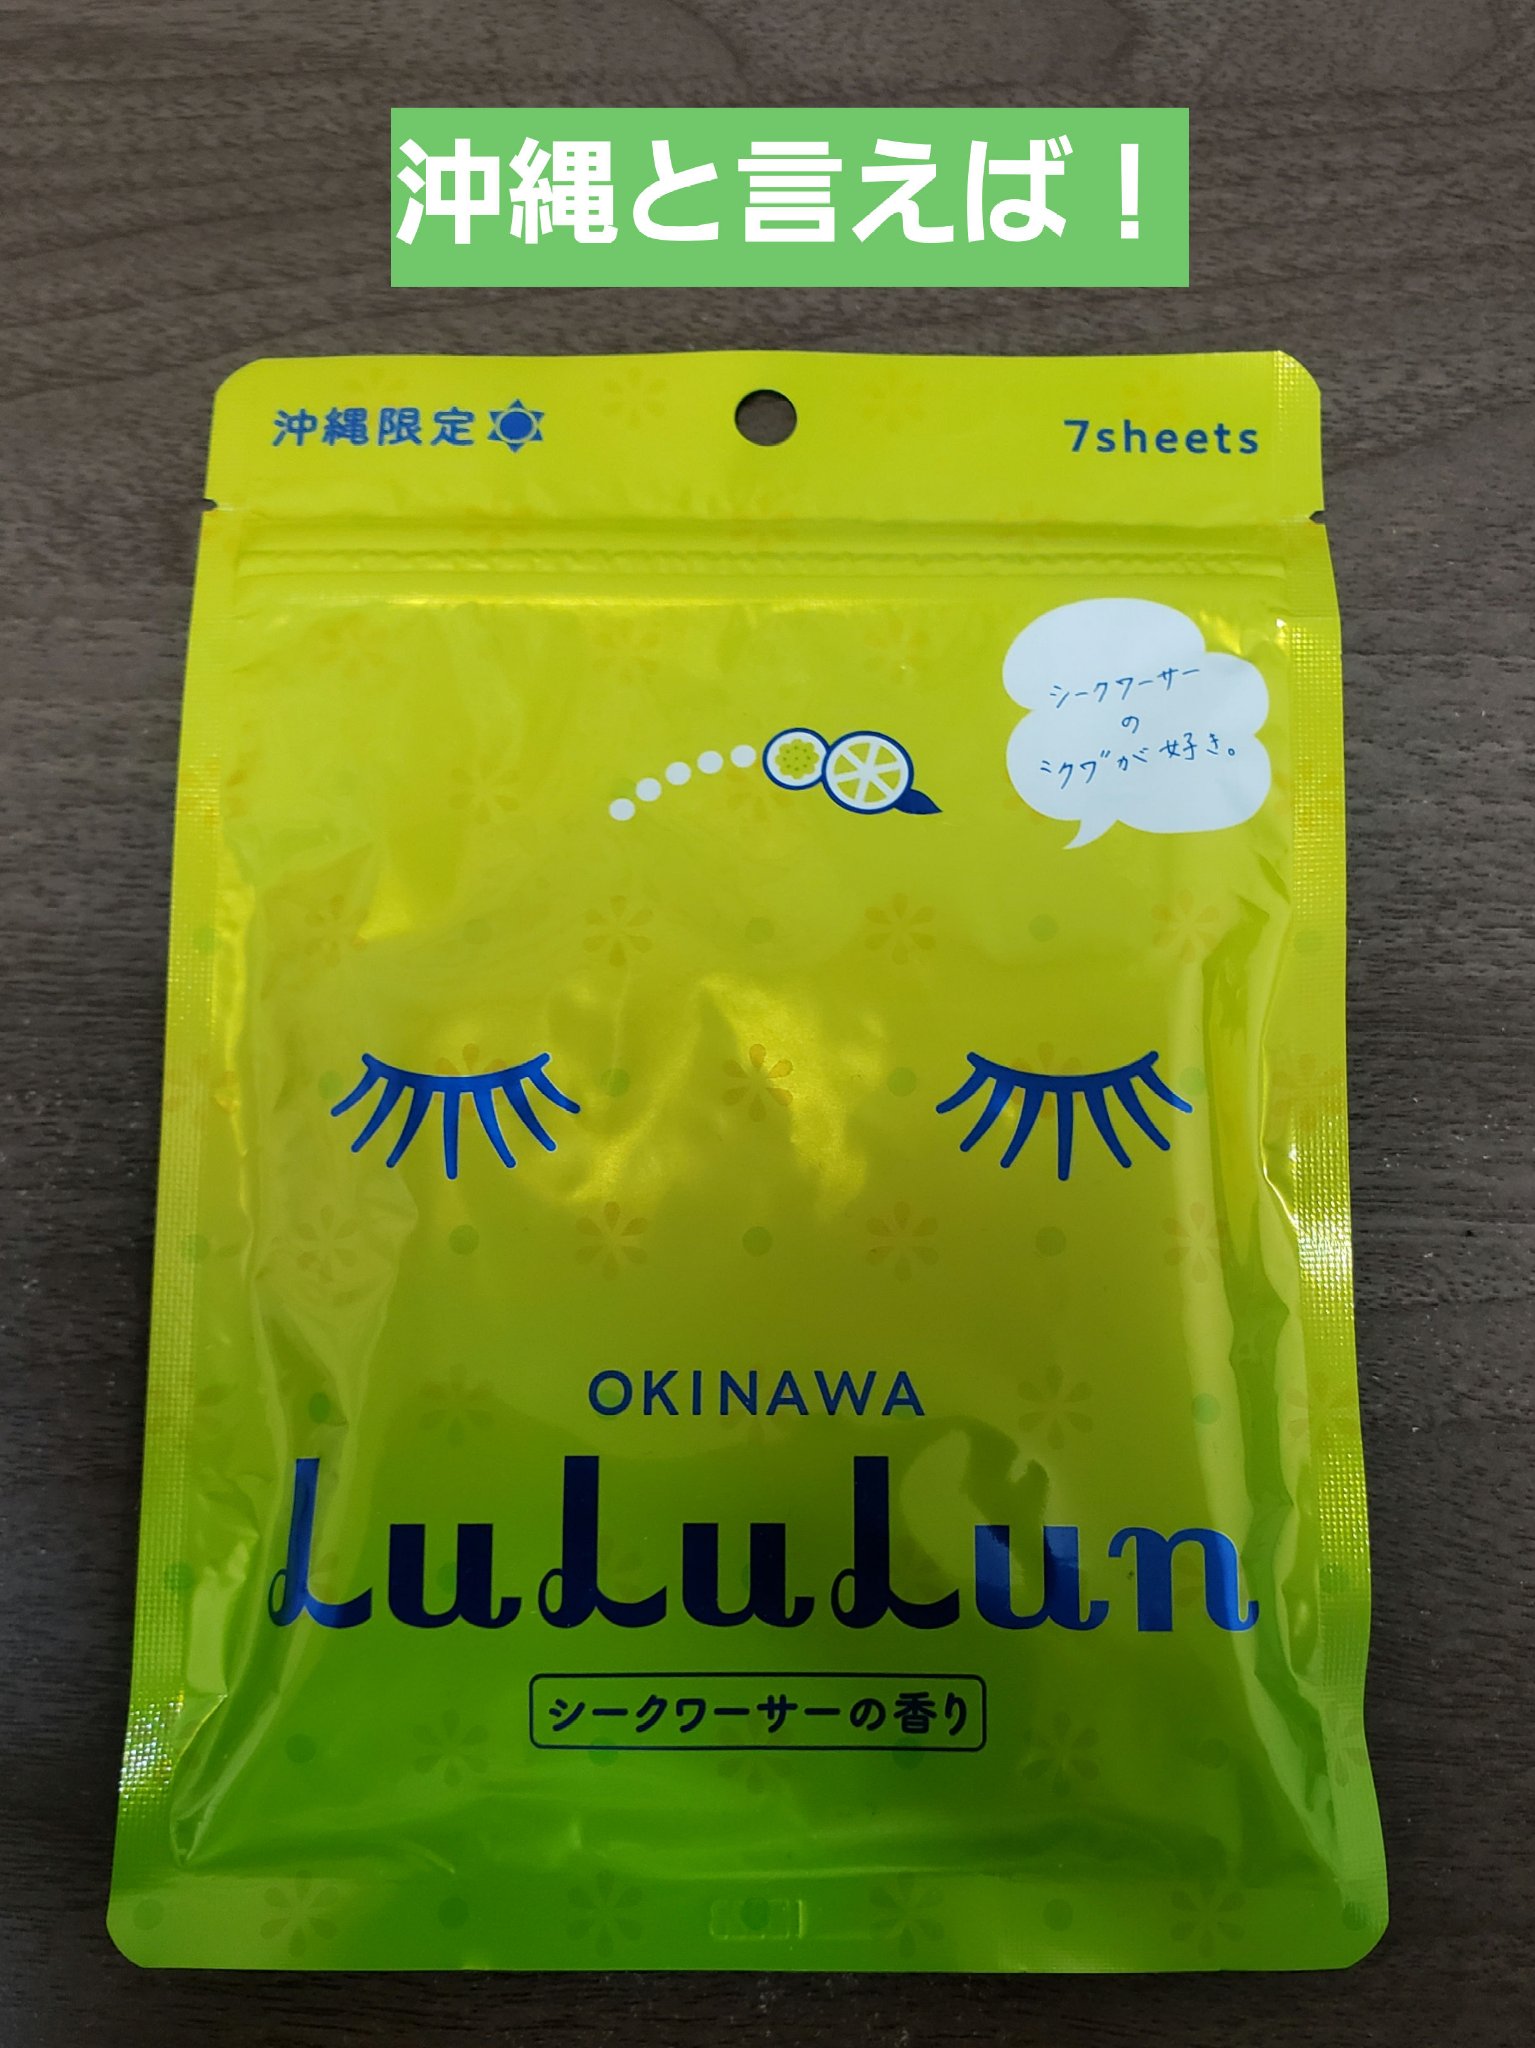 沖縄と言えば！
沖縄限定
7sheets
シークワーサー
の
ミクワ゛が好き。
OKINAWA
LuLuLun
シークワーサーの香り